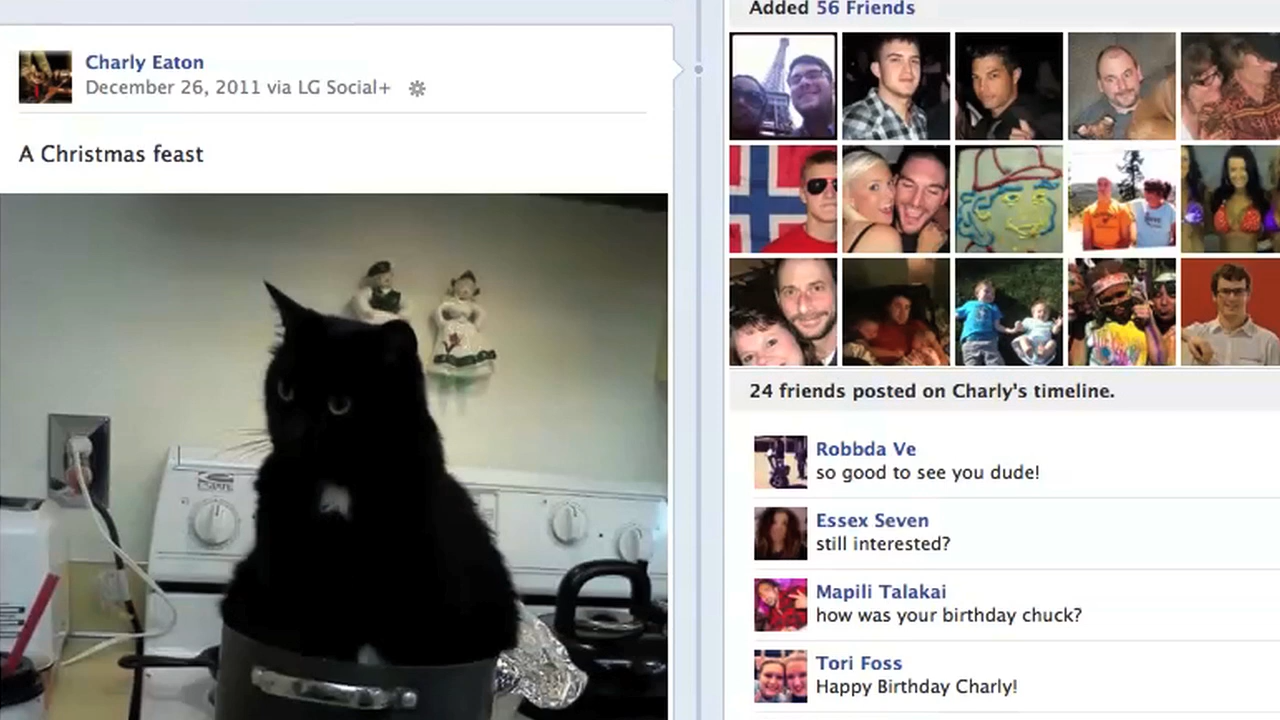 Charly Eaton
December 26, 2011 via LG Social+
A Christmas feast
Added 56 Friends
24 friends posted on Charly's timeline.
Robbda Ve
so good to see you dude!
Essex Seven
still interested?
Mapili Talakai
how was your birthday chuck?
Tori Foss
Happy Birthday Charly!